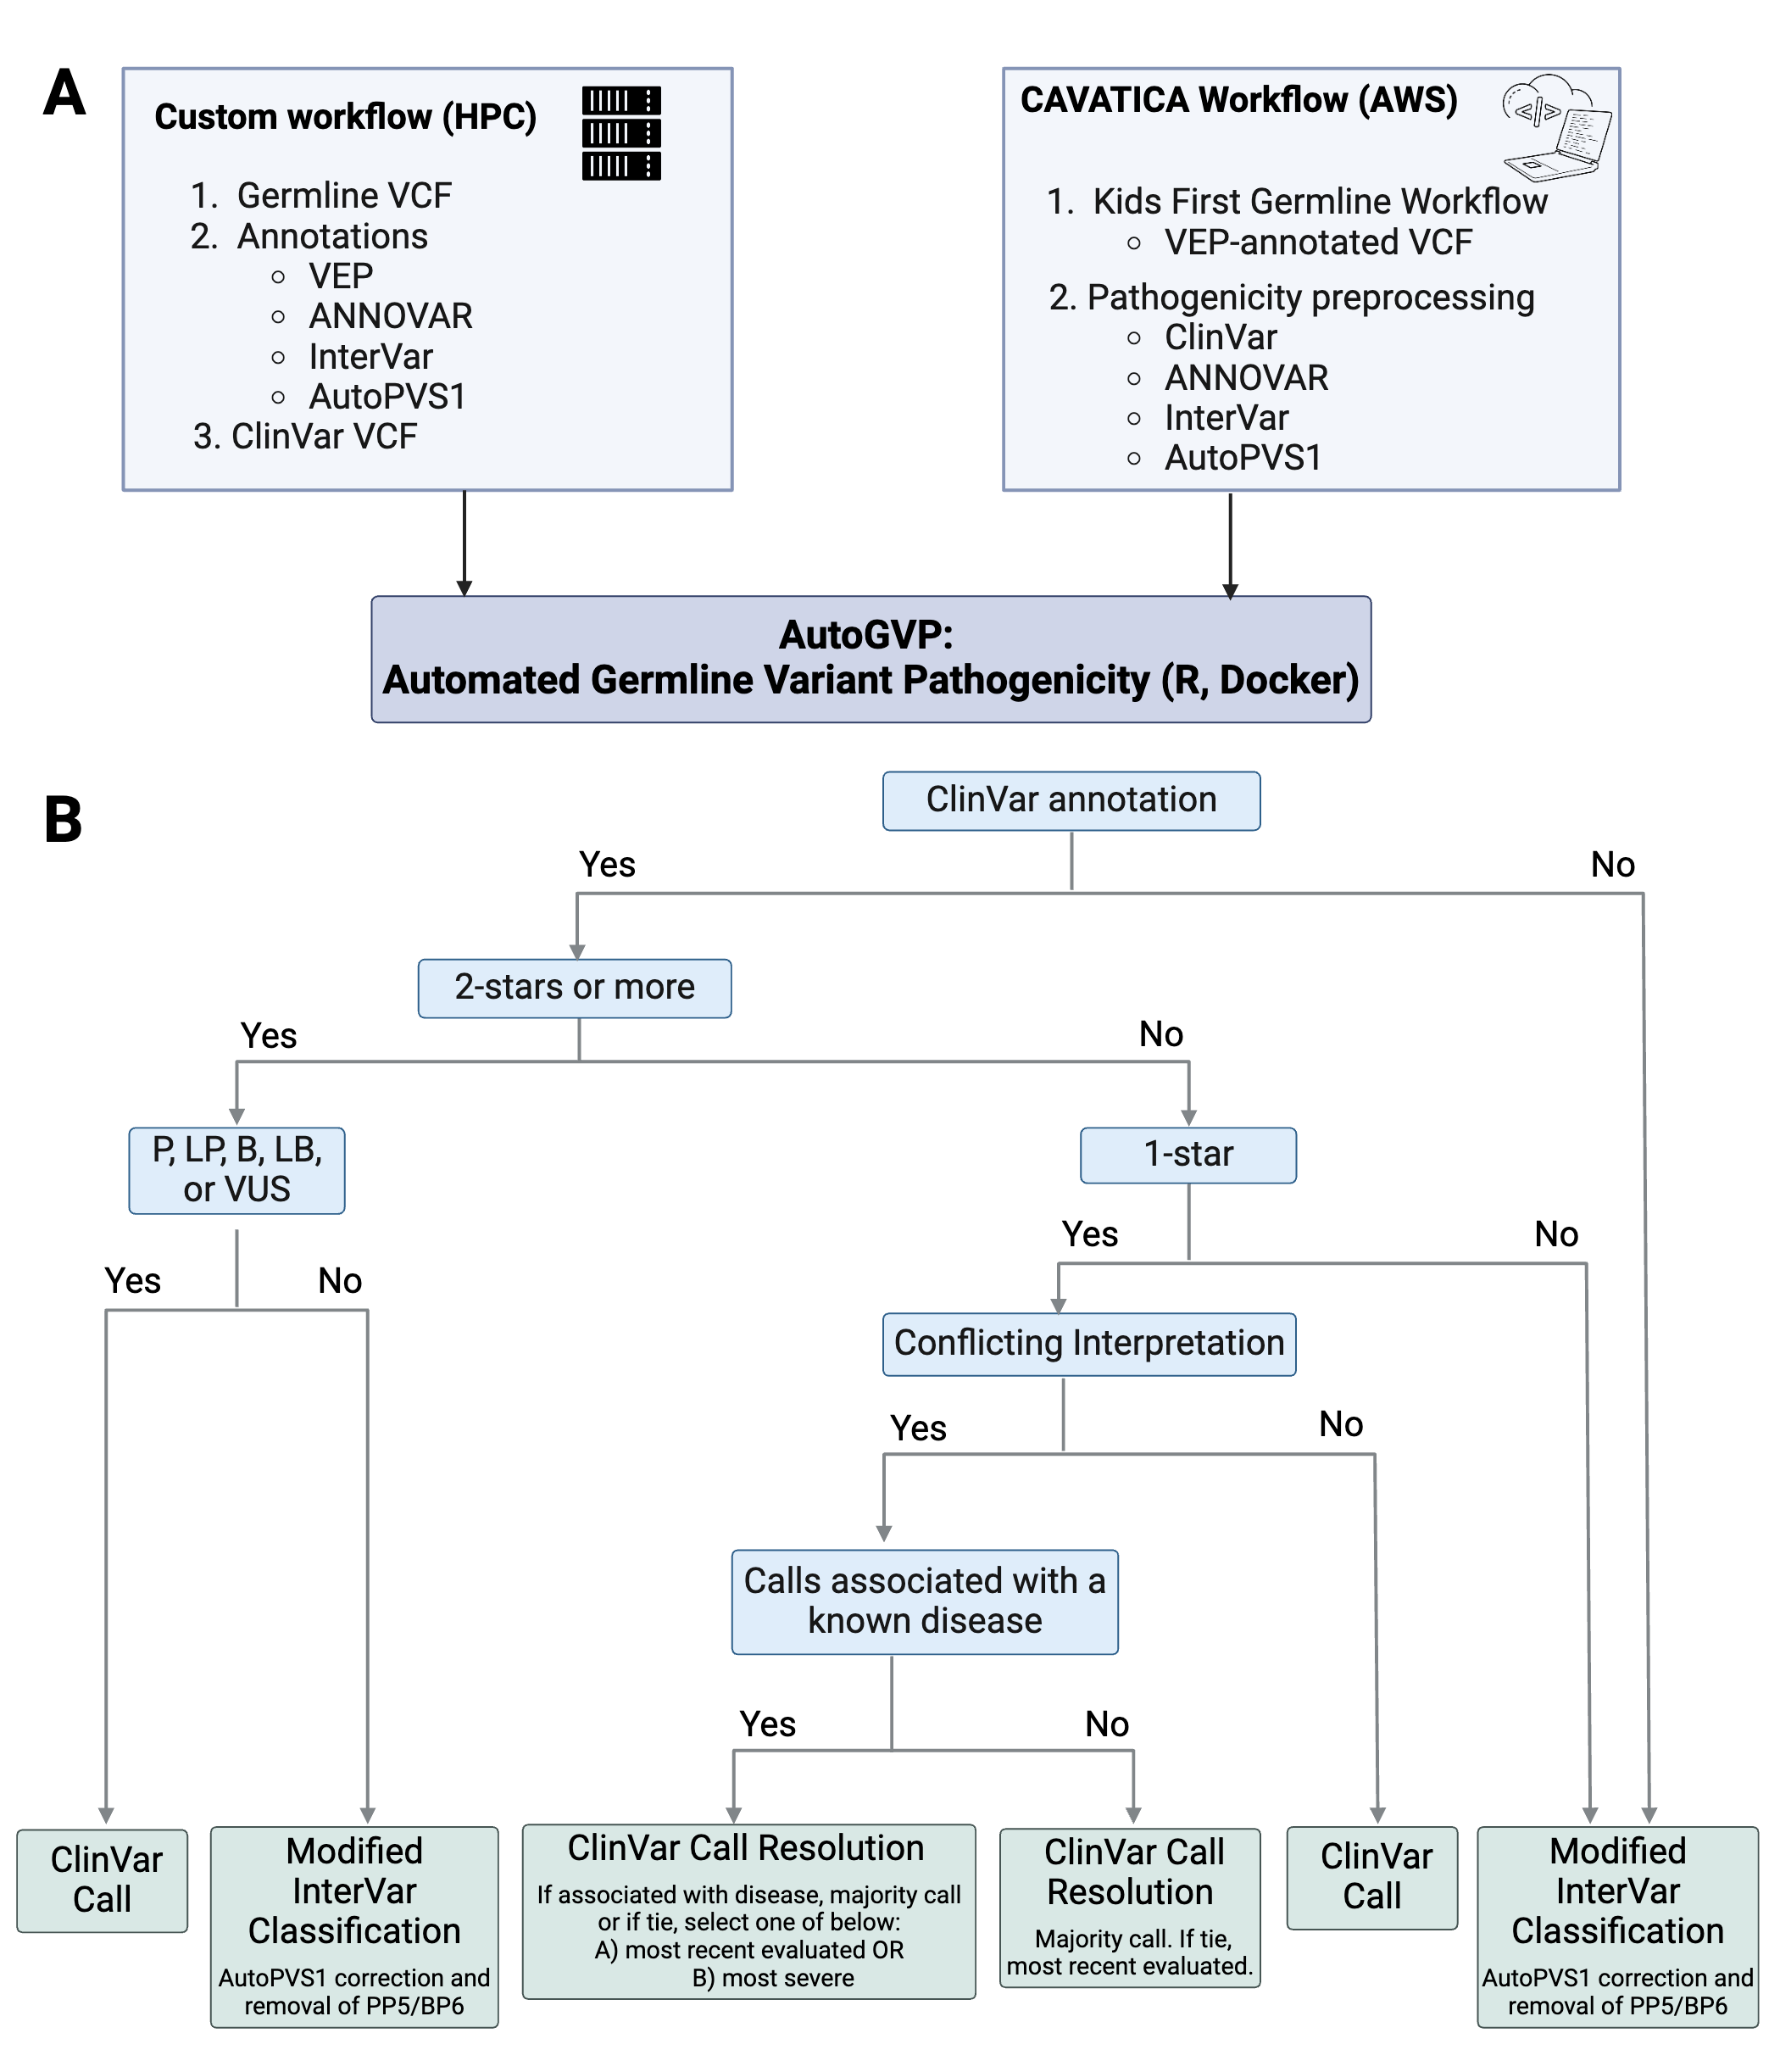 A
Custom workflow (HPC)
1. Germline VCF
2. Annotations
VEP
ANNOVAR
InterVar
AutoPVS1
3. ClinVar VCF
CAVATICA Workflow (AWS)
</>
1. Kids First Germline Workflow
VEP-annotated VCF
2. Pathogenicity preprocessing
ClinVar
ANNOVAR
InterVar
AutoPVS1
AutoGVP:
Automated Germline Variant Pathogenicity (R, Docker)
B
ClinVar annotation
Yes
No
2-stars or more
Yes
No
P, LP, B, LB,
or VUS
1-star
Yes
No
Yes
No
Conflicting Interpretation
Yes
No
Calls associated with a
known disease
Yes
No
ClinVar
Call
Modified
InterVar
Classification
AutoPVS1 correction and
removal of PP5/BP6
ClinVar Call Resolution
If associated with disease, majority call
or if tie, select one of below:
A) most recent evaluated OR
B) most severe
ClinVar Call
Resolution
Majority call. If tie,
most recent evaluated.
ClinVar
Call
Modified
InterVar
Classification
AutoPVS1 correction and
removal of PP5/BP6